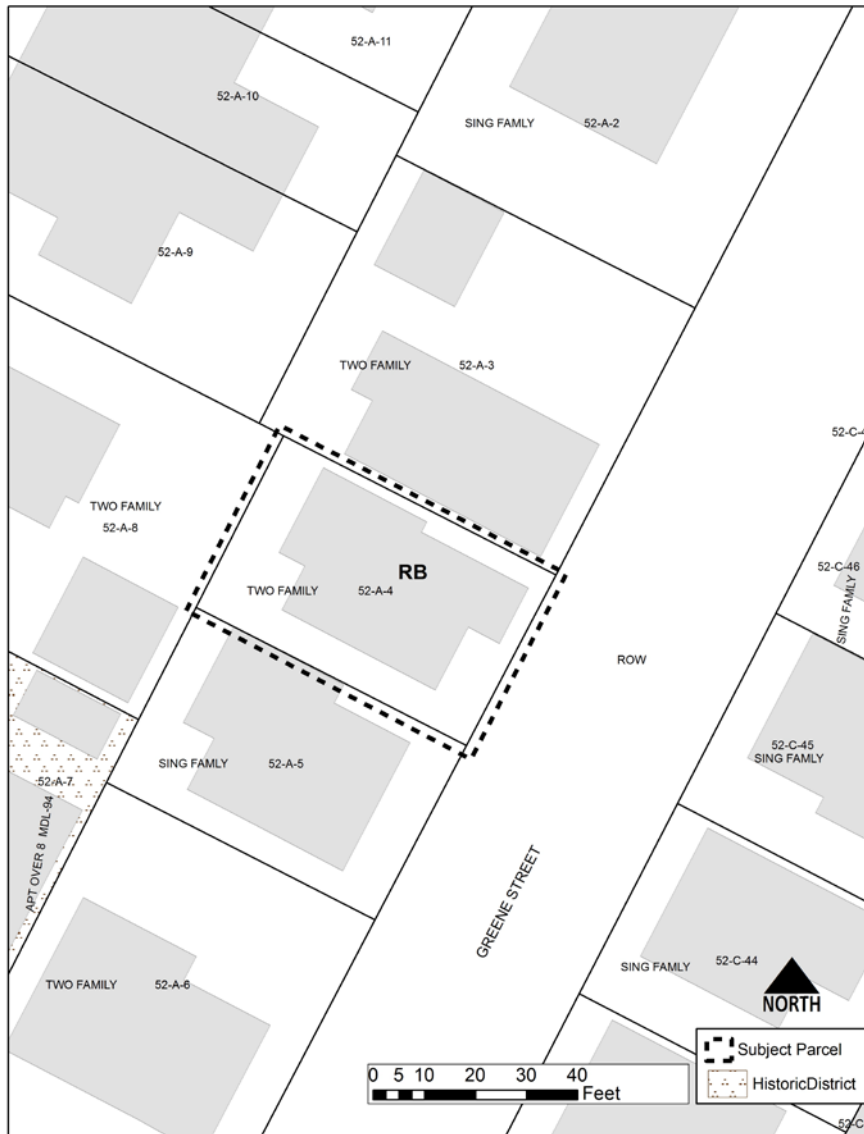 52-A-11
52-A-10
SING FAMLY 52-A-2
52-A-9
TWO FAMILY 52-A-3
52-C-4
TWO FAMILY
52-A-8
RB
52-C-46
SING FAMLY
TWO FAMILY 52-A-4
ROW
52-C-45
SING FAMLY
SING FAMLY 52-A-5
52-A-7
APT OVER 8 MDL-94
GREENE STREET
SING FAMLY 52-C-44
TWO FAMILY 52-A-6
NORTH
0 5 10 20 30 40
Feet
Subject Parcel
HistoricDistrict
52-C